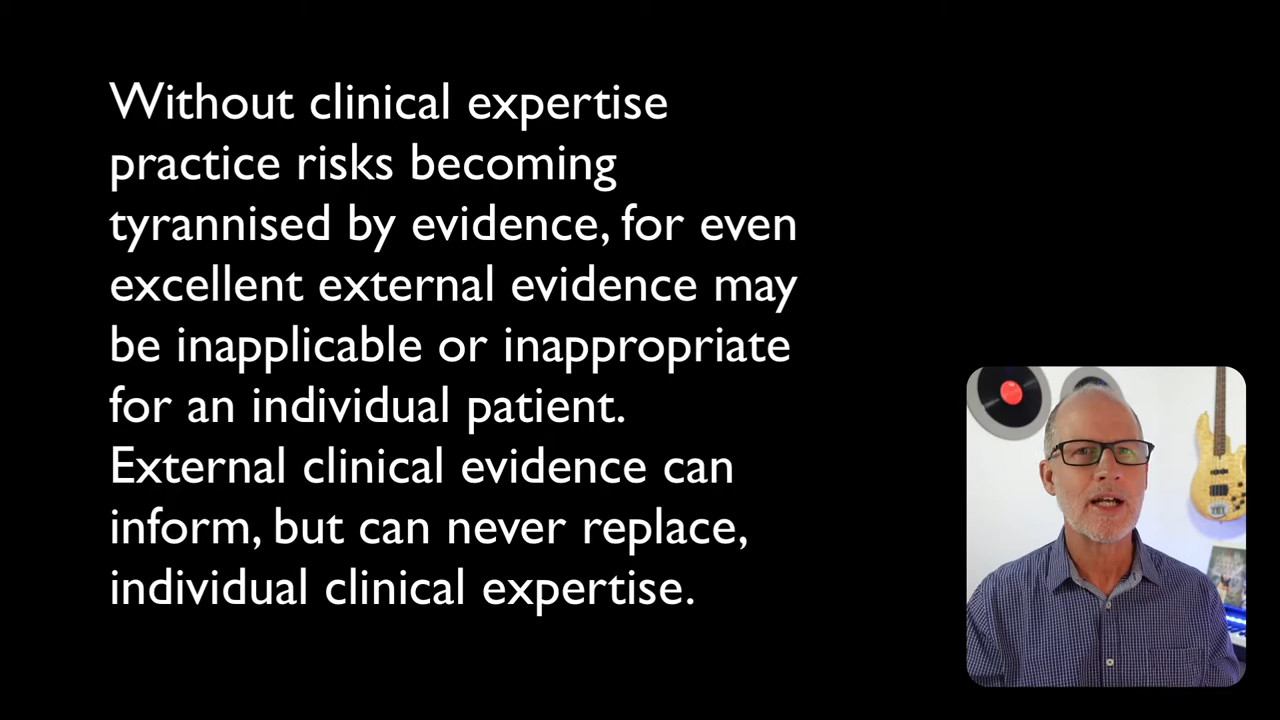 Without clinical expertise
practice risks becoming
tyrannised by evidence, for even
excellent external evidence may
be inapplicable or inappropriate
for an individual patient.
External clinical evidence can
inform, but can never replace,
individual clinical expertise.